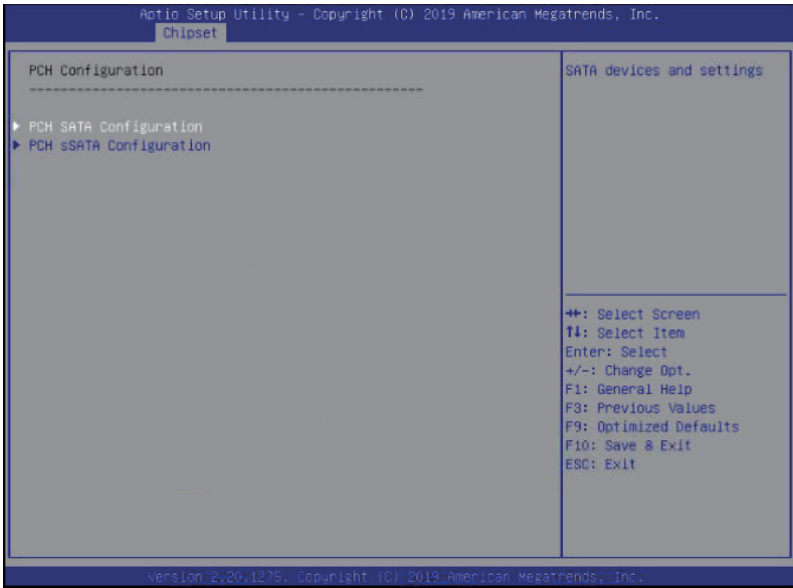 Aptio Setup Utility - Copyright (C) 2019 American Megatrends, Inc.
Chipset
PCH Configuration
--------------------------------------------------
PCH SATA Configuration
PCH sSATA Configuration
SATA devices and settings
→←: Select Screen
↑↓: Select Item
Enter: Select
+/-: Change Opt.
F1: General Help
F3: Previous Values
F9: Optimized Defaults
F10: Save & Exit
ESC: Exit
Version 2.20.1275. Copyright (C) 2019 American Megatrends, Inc.